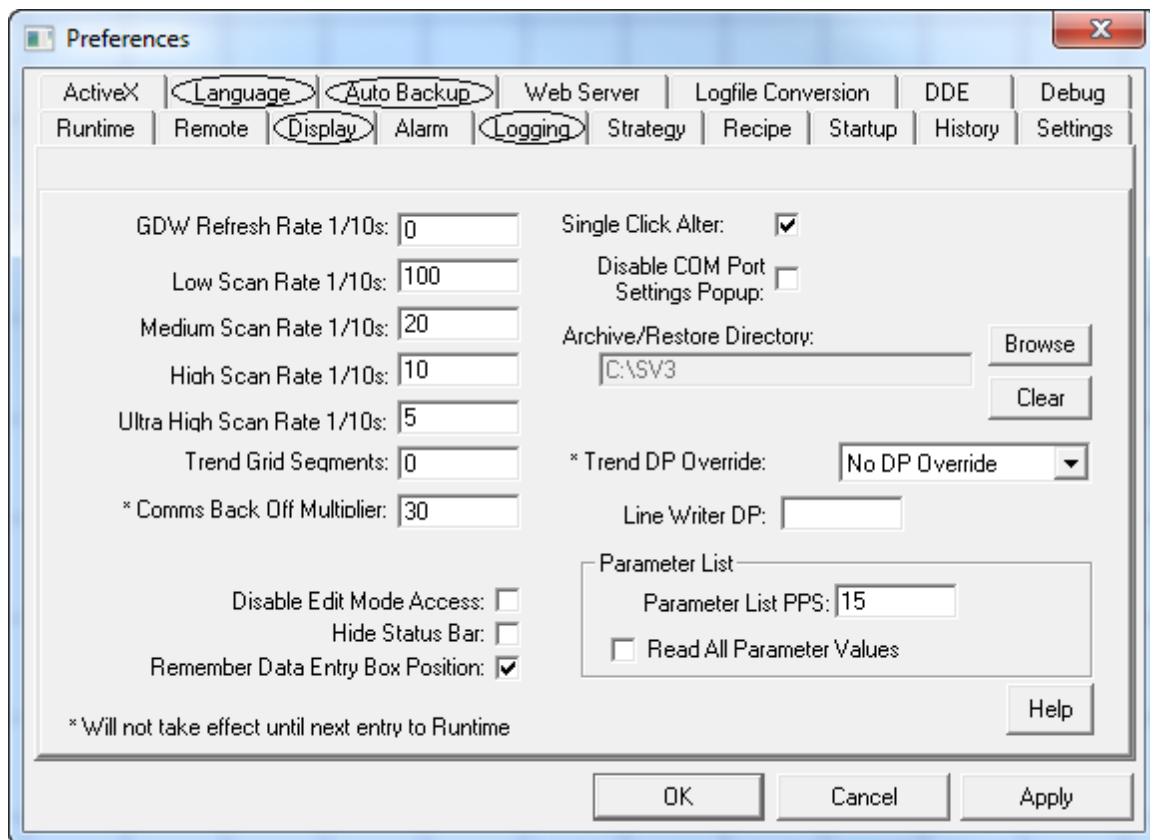 Preferences
ActiveX Language Auto Backup Web Server Logfile Conversion DDE Debug
Runtime Remote Display Alarm Logging Strategy Recipe Startup History Settings
GDW Refresh Rate 1/10s: 0
Single Click Alter:
Low Scan Rate 1/10s: 100
Disable COM Port
Settings Popup:
Medium Scan Rate 1/10s: 20
Archive/Restore Directory:
Browse
C:\SV3
High Scan Rate 1/10s: 10
Clear
Ultra High Scan Rate 1/10s: 5
Trend Grid Segments: 0
* Trend DP Override: No DP Override
* Comms Back Off Multiplier: 30
Line Writer DP:
Parameter List
Disable Edit Mode Access:
Parameter List PPS: 15
Hide Status Bar:
Read All Parameter Values
Remember Data Entry Box Position:
Help
* Will not take effect until next entry to Runtime
OK Cancel Apply